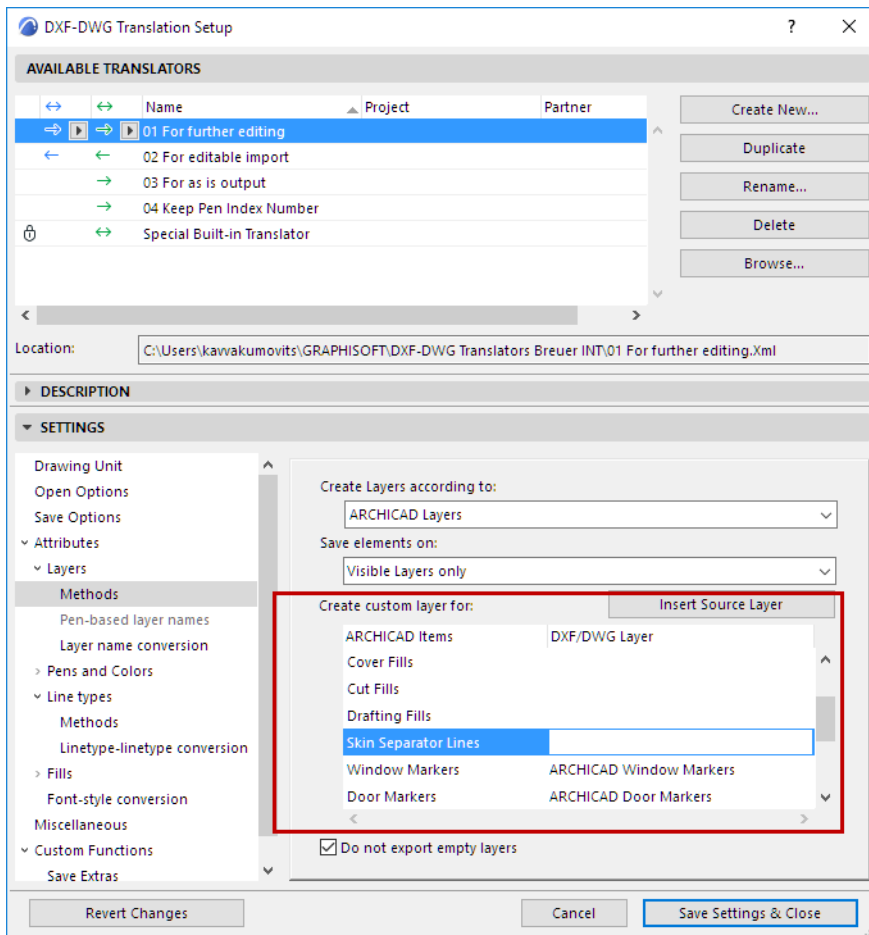 DXF-DWG Translation Setup
?
AVAILABLE TRANSLATORS
Name Project Partner
01 For further editing
02 For editable import
03 For as is output
04 Keep Pen Index Number
Special Built-in Translator
Create New...
Duplicate
Rename...
Delete
Browse...
Location: C:\Users\kavvakumovits\GRAPHISOFT\DXF-DWG Translators Breuer INT\01 For further editing.Xml
DESCRIPTION
SETTINGS
Drawing Unit
Open Options
Save Options
Attributes
Layers
Methods
Pen-based layer names
Layer name conversion
Pens and Colors
Line types
Methods
Linetype-linetype conversion
Fills
Font-style conversion
Miscellaneous
Custom Functions
Save Extras
Create Layers according to:
ARCHICAD Layers
Save elements on:
Visible Layers only
Create custom layer for: Insert Source Layer
ARCHICAD Items DXF/DWG Layer
Cover Fills
Cut Fills
Drafting Fills
Skin Separator Lines
Window Markers ARCHICAD Window Markers
Door Markers ARCHICAD Door Markers
Do not export empty layers
Revert Changes Cancel Save Settings & Close